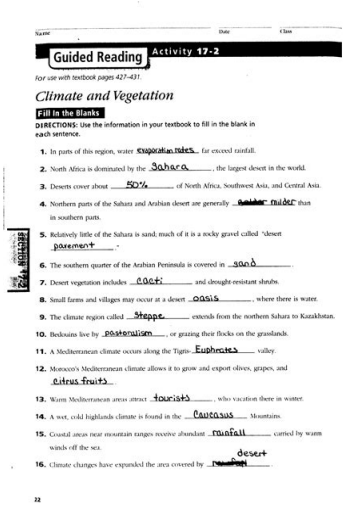 Name Date Class
Guided Reading Activity 17-2
For use with textbook pages 427-431.
Climate and Vegetation
Fill In the Blanks
DIRECTIONS: Use the information in your textbook to fill in the blank in
each sentence.
1. In parts of this region, water evaporation rates far exceed rainfall.
2. North Africa is dominated by the Sahara, the largest desert in the world.
3. Deserts cover about 50% of North Africa, Southwest Asia, and Central Asia.
4. Northern parts of the Sahara and Arabian desert are generally milder than
in southern parts.
5. Relatively little of the Sahara is sand; much of it is a rocky gravel called "desert
pavement.
6. The southern quarter of the Arabian Peninsula is covered in sand.
7. Desert vegetation includes cacti and drought-resistant shrubs.
8. Small farms and villages may occur at a desert oasis, where there is water.
9. The climate region called Steppe extends from the northern Sahara to Kazakhstan.
10. Bedouins live by pastoralism, or grazing their flocks on the grasslands.
11. A Mediterranean climate occurs along the Tigris-Euphrates valley.
12. Morocco's Mediterranean climate allows it to grow and export olives, grapes, and
citrus fruits.
13. Warm Mediterranean areas attract tourists, who vacation there in winter.
14. A wet, cold highlands climate is found in the Caucasus Mountains.
15. Coastal areas near mountain ranges receive abundant rainfall carried by warm
winds off the sea.
desert
16. Climate changes have expanded the area covered by
22